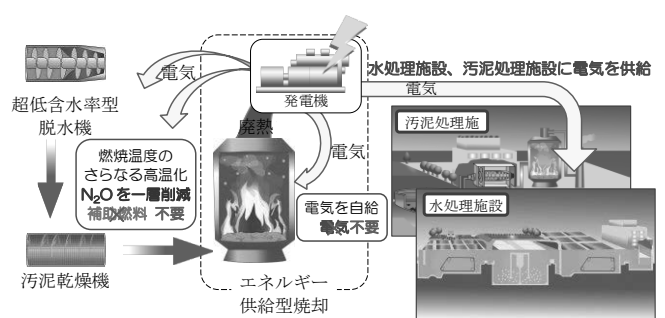 電気
水処理施設、汚泥処理施設に電気を供給
電気
発電機
超低含水率型
脱水機
廃熱
汚泥処理施
燃焼温度の
さらなる高温化
N₂Oを一層削減
補助燃料 不要
電気
電気を自給
電気不要
水処理施設
汚泥乾燥機
エネルギー
供給型焼却